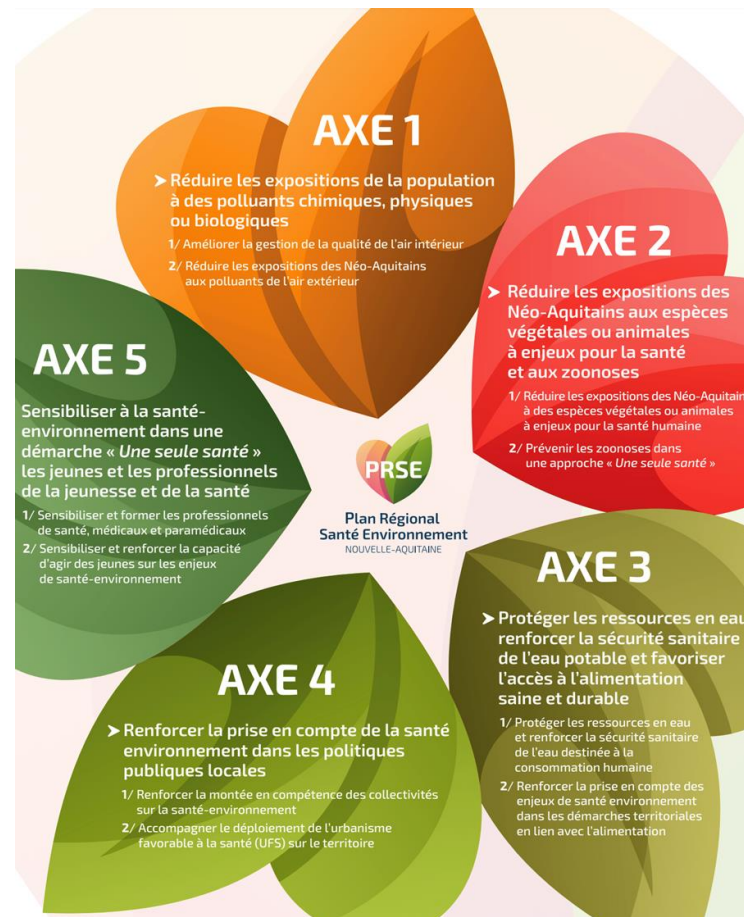 AXE 1
➤ Réduire les expositions de la population
à des polluants chimiques, physiques
ou biologiques
1/ Améliorer la gestion de la qualité de l'air intérieur
2/ Réduire les expositions des Néo-Aquitains
aux polluants de l'air extérieur
AXE 2
➤ Réduire les expositions des
Néo-Aquitains aux espèces
végétales ou animales
à enjeux pour la santé
et aux zoonoses
1/ Réduire les expositions des Néo-Aquitain
à des espèces végétales ou animales
à enjeux pour la santé humaine
2/ Prévenir les zoonoses dans
une approche « Une seule santé »
AXE 3
➤ Protéger les ressources en eau
renforcer la sécurité sanitaire
de l'eau potable et favoriser
l'accès à l'alimentation
saine et durable
1/ Protéger les ressources en eau
et renforcer la sécurité sanitaire
de l'eau destinée à la
consommation humaine
2/ Renforcer la prise en compte des
enjeux de santé environnement
dans les démarches territoriales
en lien avec l'alimentation
AXE 4
➤ Renforcer la prise en compte de la santé
environnement dans les politiques
publiques locales
1/ Renforcer la montée en compétence des collectivités
sur la santé-environnement
2/ Accompagner le déploiement de l'urbanisme
favorable à la santé (UFS) sur le territoire
AXE 5
Sensibiliser à la santé-
environnement dans une
démarche « Une seule santé »
les jeunes et les professionnels
de la jeunesse et de la santé
1/ Sensibiliser et former les professionnels
de santé, médicaux et paramédicaux
2/ Sensibiliser et renforcer la capacité
d'agir des jeunes sur les enjeux
de santé-environnement
PRSE
Plan Régional
Santé Environnement
NOUVELLE-AQUITAINE